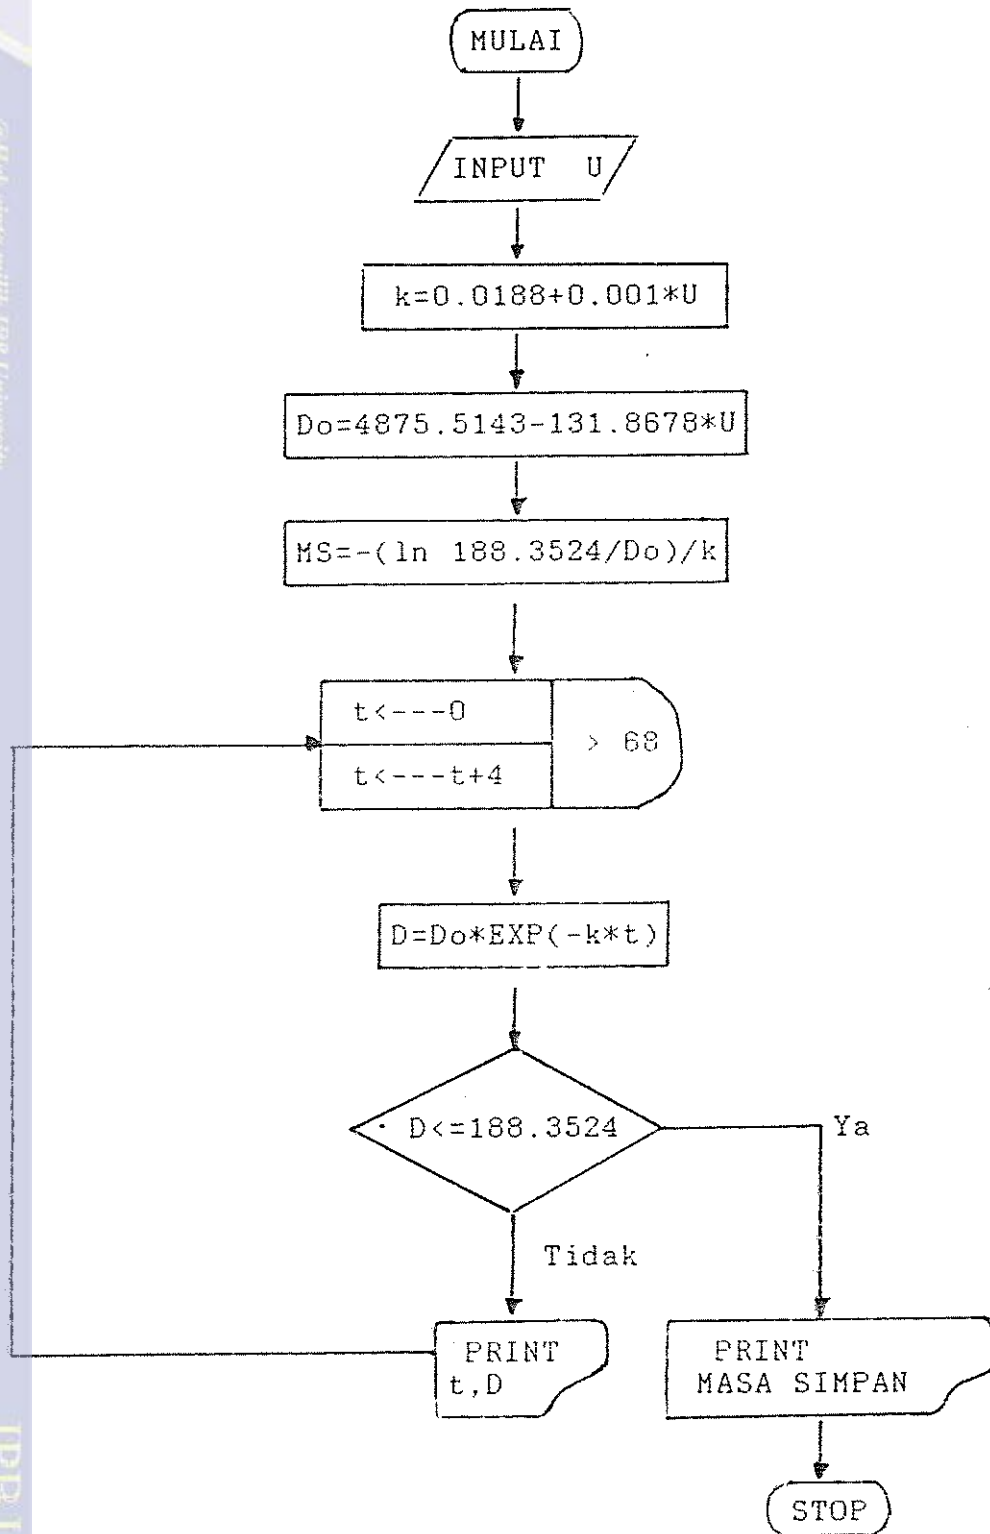 MULAI
INPUT U
k=0.0188+0.001*U
Do=4875.5143-131.8678*U
MS=-(ln 188.3524/Do)/k
t<---0
> 68
t<---t+4
D=Do*EXP(-k*t)
D<=188.3524
Ya
Tidak
PRINT
t,D
PRINT
MASA SIMPAN
STOP